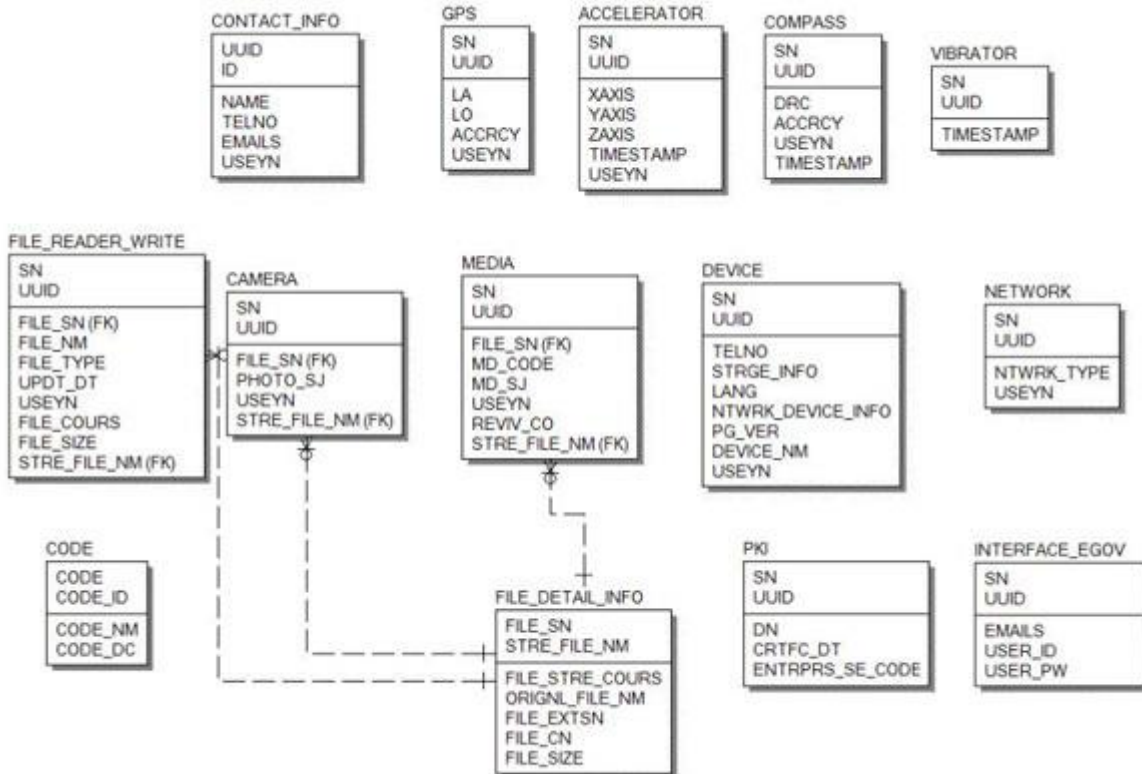 CONTACT_INFO
UUID
ID
NAME
TELNO
EMAILS
USEYN
GPS
SN
UUID
LA
LO
ACCRCY
USEYN
ACCELERATOR
SN
UUID
XAXIS
YAXIS
ZAXIS
TIMESTAMP
USEYN
COMPASS
SN
UUID
DRC
ACCRCY
USEYN
TIMESTAMP
VIBRATOR
SN
UUID
TIMESTAMP
FILE_READER_WRITE
SN
UUID
FILE_SN (FK)
FILE_NM
FILE_TYPE
UPDT_DT
USEYN
FILE_COURS
FILE_SIZE
STRE_FILE_NM (FK)
CAMERA
SN
UUID
FILE_SN (FK)
PHOTO_SJ
USEYN
STRE_FILE_NM (FK)
MEDIA
SN
UUID
FILE_SN (FK)
MD_CODE
MD_SJ
USEYN
REVIV_CO
STRE_FILE_NM (FK)
DEVICE
SN
UUID
TELNO
STRGE_INFO
LANG
NTWRK_DEVICE_INFO
PG_VER
DEVICE_NM
USEYN
NETWORK
SN
UUID
NTWRK_TYPE
USEYN
CODE
CODE
CODE_ID
CODE_NM
CODE_DC
FILE_DETAIL_INFO
FILE_SN
STRE_FILE_NM
FILE_STRE_COURS
ORIGNL_FILE_NM
FILE_EXTSN
FILE_CN
FILE_SIZE
PKI
SN
UUID
DN
CRTFC_DT
ENTRPRS_SE_CODE
INTERFACE_EGOV
SN
UUID
EMAILS
USER_ID
USER_PW